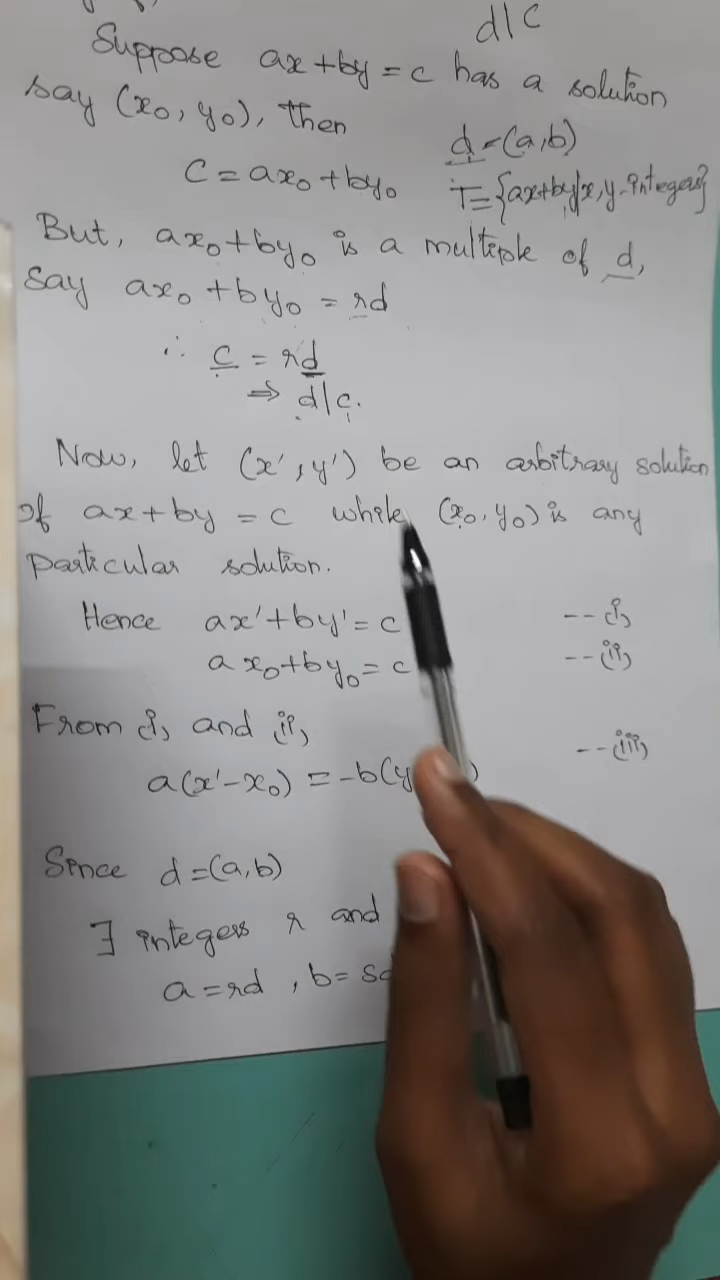 d|c
Suppose ax+by=c has a solution
say (x₀, y₀), then
d=(a,b)
c = ax₀+by₀
T={ax+by|x,y-integers}
But, ax₀+by₀ is a multiple of d,
say ax₀+by₀ = rd
∴ c = rd
⇒ d|c.
Now, let (x',y') be an arbitrary solution
of ax+by = c while (x₀,y₀) is any
particular solution.
Hence ax'+by'=c --i,
ax₀+by₀=c --ii,
From i, and ii,
--iii,
a(x'-x₀) = -b(y )
Since d=(a,b)
∃ integers r and
a=rd, b=sd